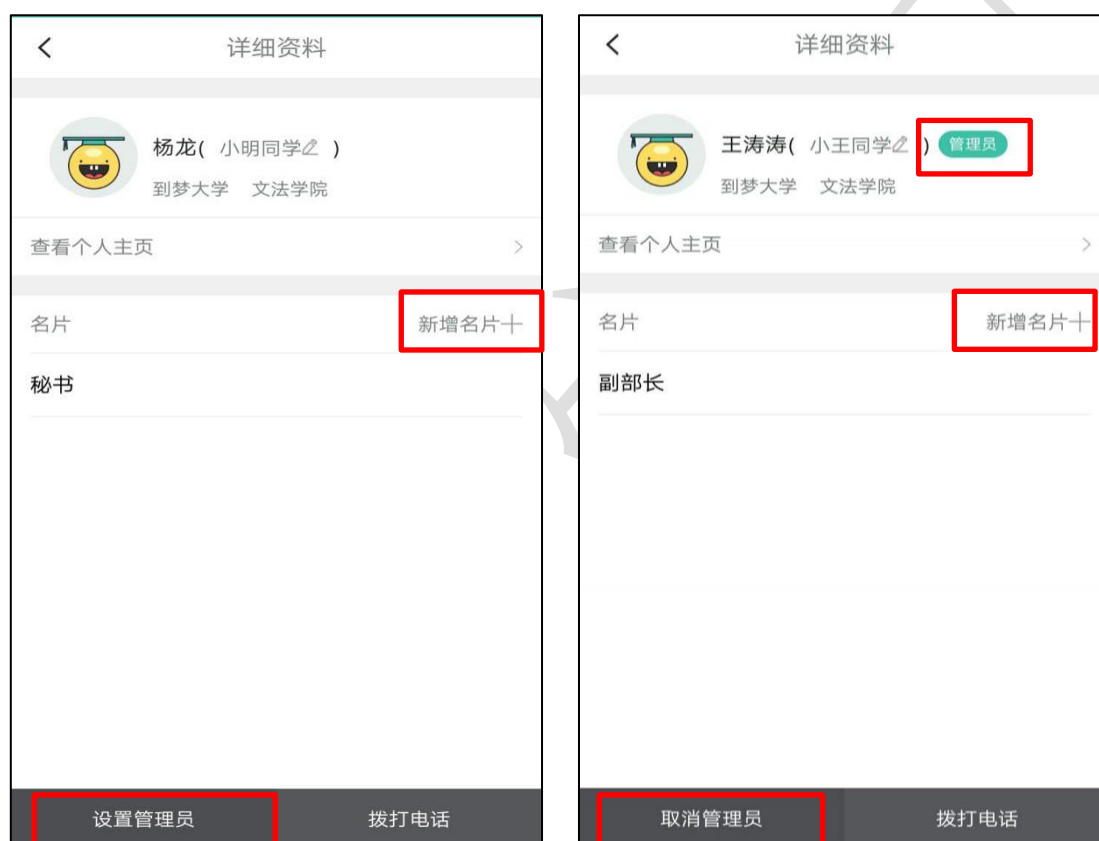 详细资料
杨龙( 小明同学 )
到梦大学 文法学院
查看个人主页
名片 新增名片
秘书
设置管理员 拨打电话
详细资料
王涛涛( 小王同学 ) 管理员
到梦大学 文法学院
查看个人主页
名片 新增名片
副部长
取消管理员 拨打电话